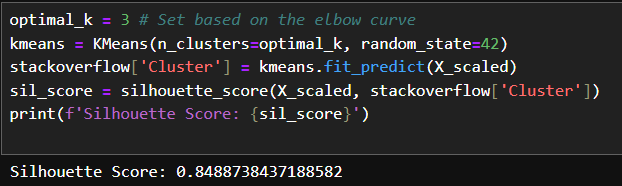 optimal_k = 3 # Set based on the elbow curve
kmeans = KMeans(n_clusters=optimal_k, random_state=42)
stackoverflow['Cluster'] = kmeans.fit_predict(X_scaled)
sil_score = silhouette_score(X_scaled, stackoverflow['Cluster'])
print(f'Silhouette Score: {sil_score}')
Silhouette Score: 0.8488738437188582